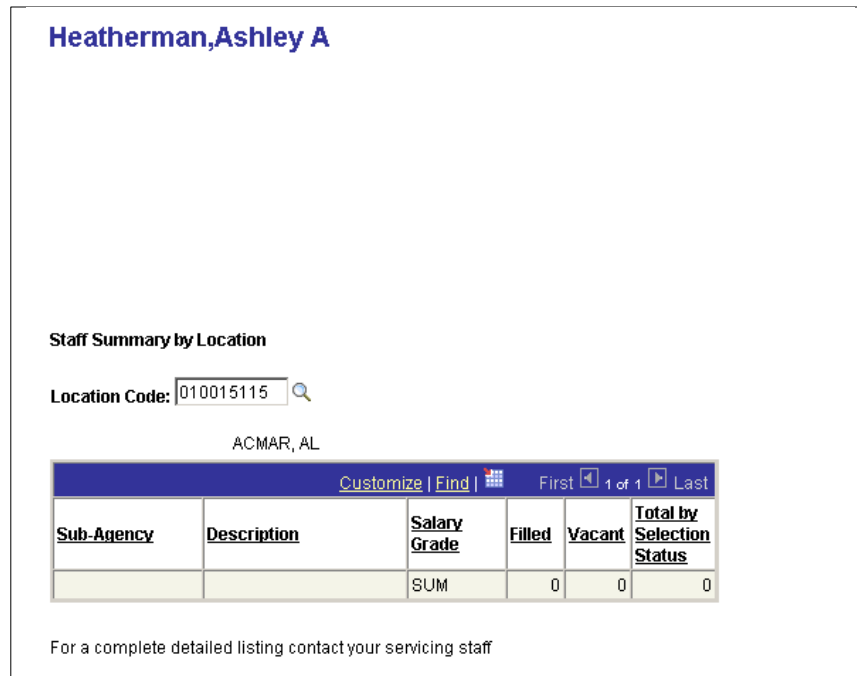 Heatherman,Ashley A
Staff Summary by Location
Location Code: 010015115
ACMAR, AL
Customize | Find | First 1 of 1 Last
Sub-Agency Description Salary Grade Filled Vacant Total by Selection Status
SUM 0 0 0
For a complete detailed listing contact your servicing staff